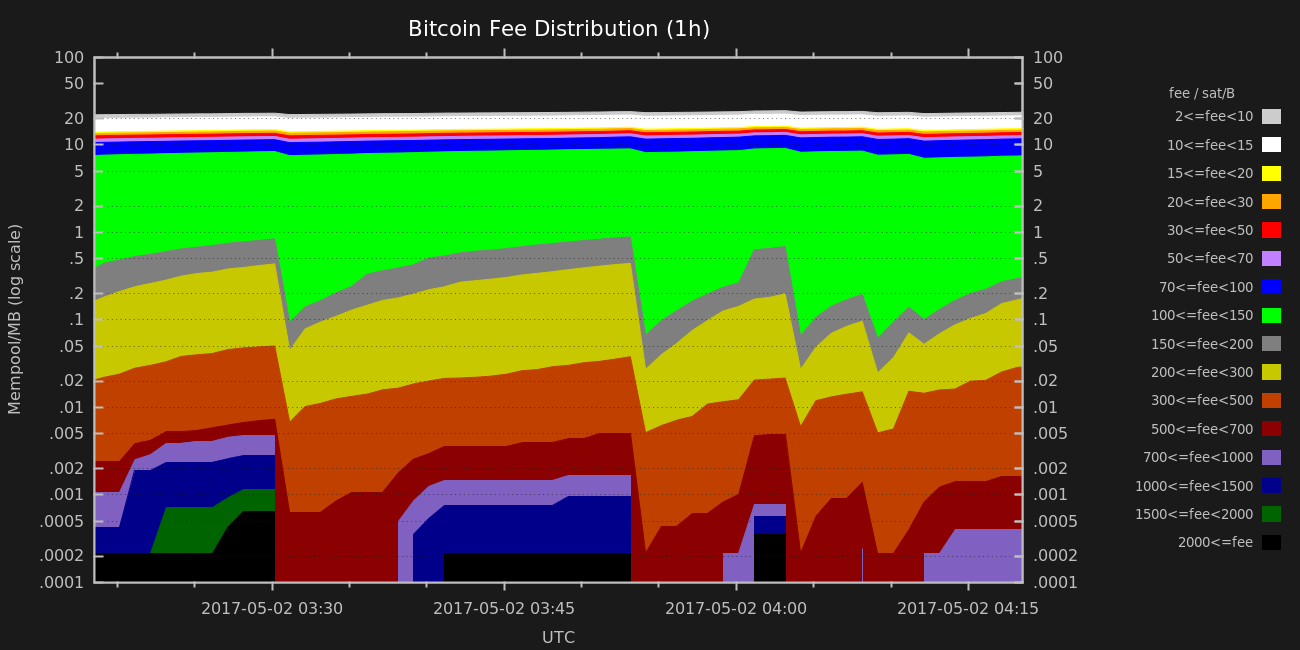 Bitcoin Fee Distribution (1h)
100 100
50 50
20 20
10 10
5 5
2 2
1 1
.5 .5
.2 .2
.1 .1
.05 .05
.02 .02
.01 .01
.005 .005
.002 .002
.001 .001
.0005 .0005
.0002 .0002
.0001 .0001
Mempool/MB (log scale)
2017-05-02 03:30 2017-05-02 03:45 2017-05-02 04:00 2017-05-02 04:15
UTC
fee / sat/B
2<=fee<10
10<=fee<15
15<=fee<20
20<=fee<30
30<=fee<50
50<=fee<70
70<=fee<100
100<=fee<150
150<=fee<200
200<=fee<300
300<=fee<500
500<=fee<700
700<=fee<1000
1000<=fee<1500
1500<=fee<2000
2000<=fee